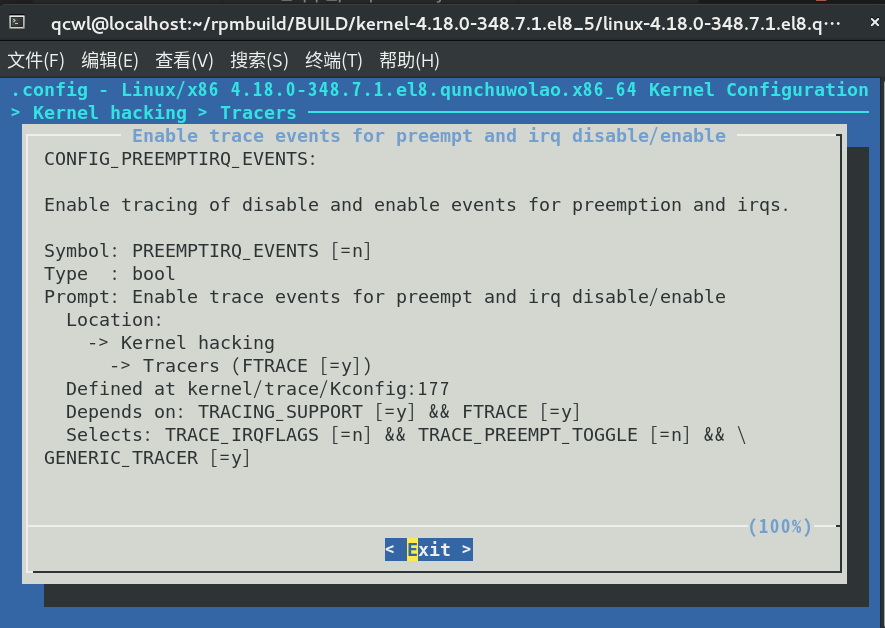 qcwl@localhost:~/rpmbuild/BUILD/kernel-4.18.0-348.7.1.el8_5/linux-4.18.0-348.7.1.el8.q··· ×
文件(F) 编辑(E) 查看(V) 搜索(S) 终端(T) 帮助(H)
.config - Linux/x86 4.18.0-348.7.1.el8.qunchuwolao.x86_64 Kernel Configuration
> Kernel hacking > Tracers
Enable trace events for preempt and irq disable/enable
CONFIG_PREEMPTIRQ_EVENTS:
Enable tracing of disable and enable events for preemption and irqs.
Symbol: PREEMPTIRQ_EVENTS [=n]
Type  : bool
Prompt: Enable trace events for preempt and irq disable/enable
Location:
-> Kernel hacking
-> Tracers (FTRACE [=y])
Defined at kernel/trace/Kconfig:177
Depends on: TRACING_SUPPORT [=y] && FTRACE [=y]
Selects: TRACE_IRQFLAGS [=n] && TRACE_PREEMPT_TOGGLE [=n] && \
GENERIC_TRACER [=y]
(100%)
< Exit >